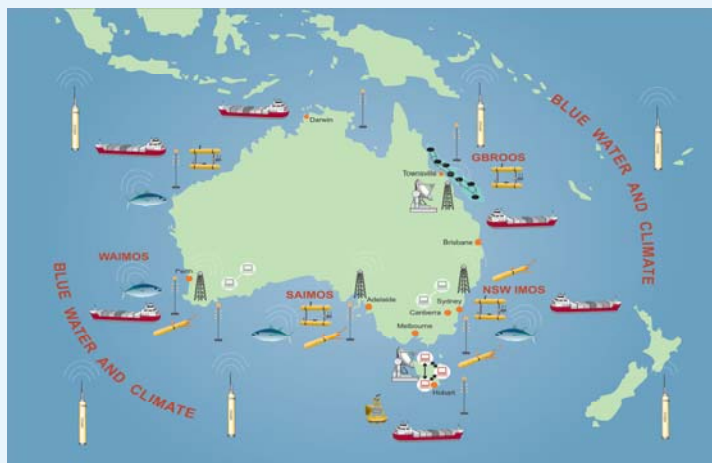 Darwin
BLUE WATER AND CLIMATE
GBROOS
Townsville
Brisbane
WAIMOS
Perth
SAIMOS
Adelaide
Sydney
NSW IMOS
Canberra
Melbourne
BLUE WATER AND CLIMATE
Hobart